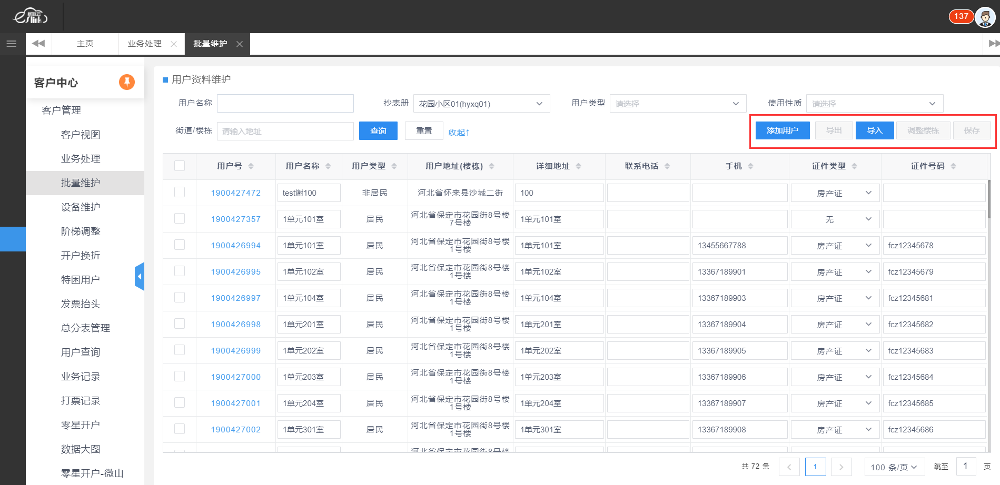 易联云
eslink
137
主页
业务处理
批量维护
客户中心
客户管理
客户视图
业务处理
批量维护
设备维护
阶梯调整
开户换折
特困用户
发票抬头
总分表管理
用户查询
业务记录
打票记录
零星开户
数据大图
零星开户-微山
用户资料维护
用户名称 抄表册 花园小区01(hyxq01) 用户类型 请选择 使用性质 请选择
街道/楼栋 请输入地址 查询 重置 收起↑ 添加用户 导出 导入 调整楼栋 保存
用户号 用户名称 用户类型 用户地址(楼栋) 详细地址 联系电话 手机 证件类型 证件号码
1900427472 test谢100 非居民 河北省怀来县沙城二街 100 房产证
1900427357 1单元101室 居民 河北省保定市花园街8号楼7号楼 1单元101室 无
1900426994 1单元101室 居民 河北省保定市花园街8号楼1号楼 1单元101室 13455667788 房产证 fcz12345678
1900426995 1单元102室 居民 河北省保定市花园街8号楼1号楼 1单元102室 13367189901 房产证 fcz12345679
1900426997 1单元104室 居民 河北省保定市花园街8号楼1号楼 1单元104室 13367189903 房产证 fcz12345681
1900426998 1单元201室 居民 河北省保定市花园街8号楼1号楼 1单元201室 13367189904 房产证 fcz12345682
1900426999 1单元202室 居民 河北省保定市花园街8号楼1号楼 1单元202室 13367189905 房产证 fcz12345683
1900427000 1单元203室 居民 河北省保定市花园街8号楼1号楼 1单元203室 13367189906 房产证 fcz12345684
1900427001 1单元204室 居民 河北省保定市花园街8号楼1号楼 1单元204室 13367189907 房产证 fcz12345685
1900427002 1单元301室 居民 河北省保定市花园街8号楼1号楼 1单元301室 13367189908 房产证 fcz12345686
河北省保定市花园街8号楼
共 72 条 1 100 条/页 跳至 1 页